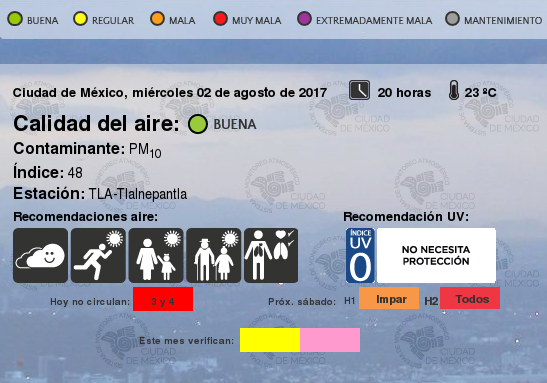 BUENA REGULAR MALA MUY MALA EXTREMADAMENTE MALA MANTENIMIENTO
Ciudad de México, miércoles 02 de agosto de 2017 20 horas 23 ºC
Calidad del aire: BUENA
Contaminante: PM10
Índice: 48
Estación: TLA-Tlalnepantla
Recomendaciones aire: Recomendación UV:
ÍNDICE UV 0 NO NECESITA PROTECCIÓN
Hoy no circulan: 3 y 4 Próx. sábado: H1 Impar H2 Todos
Este mes verifican:
CIUDAD DE MÉXICO